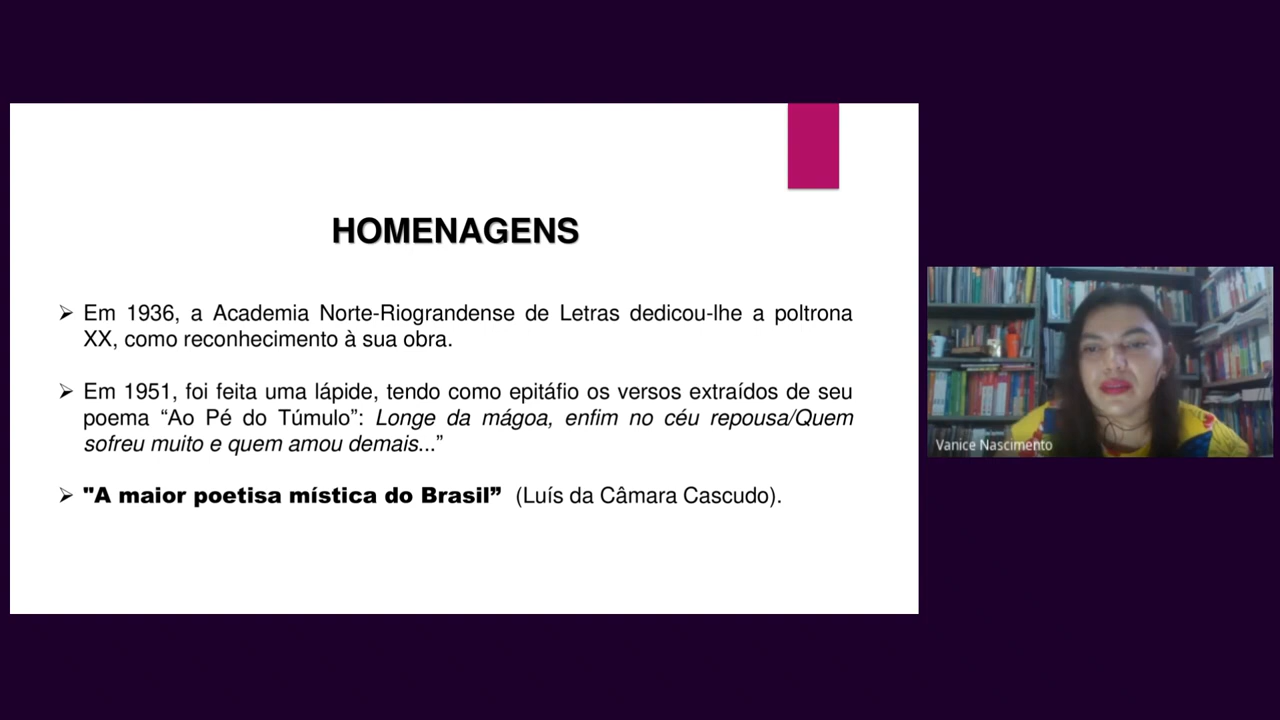 HOMENAGENS
➢ Em 1936, a Academia Norte-Riograndense de Letras dedicou-lhe a poltrona
XX, como reconhecimento à sua obra.
➢ Em 1951, foi feita uma lápide, tendo como epitáfio os versos extraídos de seu
poema “Ao Pé do Túmulo”: Longe da mágoa, enfim no céu repousa/Quem
sofreu muito e quem amou demais...”
➢ "A maior poetisa mística do Brasil” (Luís da Câmara Cascudo).
Vanice Nascimento